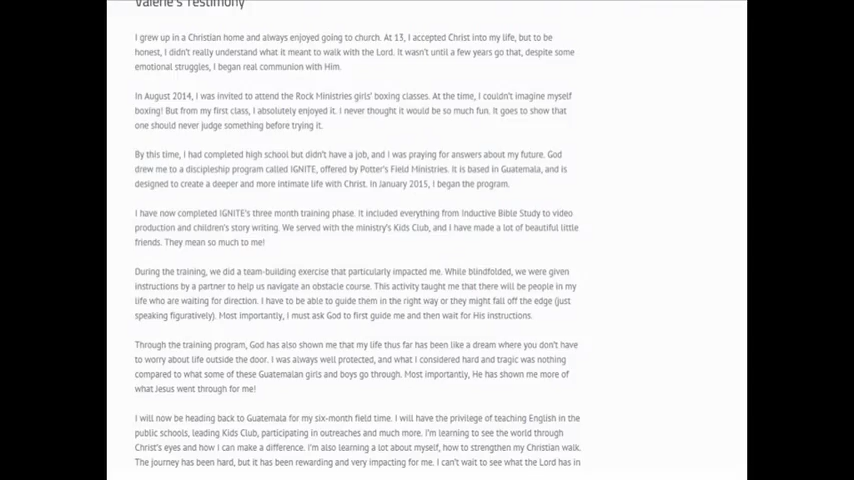 Valerie's Testimony
I grew up in a Christian home and always enjoyed going to church. At 13, I accepted Christ into my life, but to be
honest, I didn't really understand what it meant to walk with the Lord. It wasn't until a few years go that, despite some
emotional struggles, I began real communion with Him.
In August 2014, I was invited to attend the Rock Ministries girls' boxing classes. At the time, I couldn't imagine myself
boxing! But from my first class, I absolutely enjoyed it. I never thought it would be so much fun. It goes to show that
one should never judge something before trying it.
By this time, I had completed high school but didn't have a job, and I was praying for answers about my future. God
drew me to a discipleship program called IGNITE, offered by Potter's Field Ministries. It is based in Guatemala, and is
designed to create a deeper and more intimate life with Christ. In January 2015, I began the program.
I have now completed IGNITE's three month training phase. It included everything from Inductive Bible Study to video
production and children's story writing. We served with the ministry's Kids Club, and I have made a lot of beautiful little
friends. They mean so much to me!
During the training, we did a team-building exercise that particularly impacted me. While blindfolded, we were given
instructions by a partner to help us navigate an obstacle course. This activity taught me that there will be people in my
life who are waiting for direction. I have to be able to guide them in the right way or they might fall off the edge (just
speaking figuratively). Most importantly, I must ask God to first guide me and then wait for His instructions.
Through the training program, God has also shown me that my life thus far has been like a dream where you don't have
to worry about life outside the door. I was always well protected, and what I considered hard and tragic was nothing
compared to what some of these Guatemalan girls and boys go through. Most importantly, He has shown me more of
what Jesus went through for me!
I will now be heading back to Guatemala for my six-month field time. I will have the privilege of teaching English in the
public schools, leading Kids Club, participating in outreaches and much more. I'm learning to see the world through
Christ's eyes and how I can make a difference. I'm also learning a lot about myself, how to strengthen my Christian walk.
The journey has been hard, but it has been rewarding and very impacting for me. I can't wait to see what the Lord has in